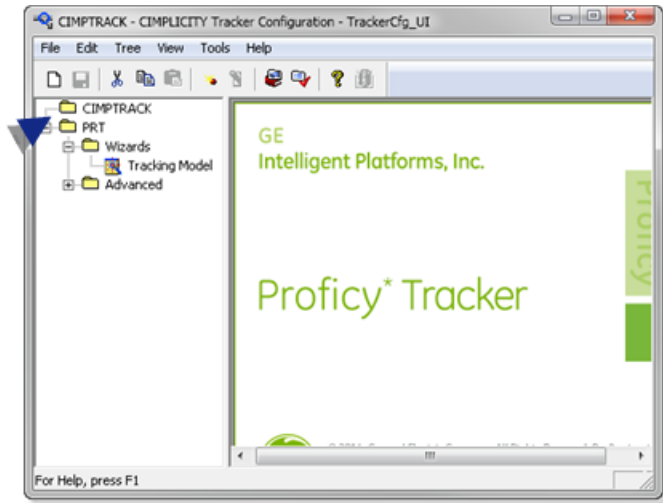 CIMPTRACK - CIMPLICITY Tracker Configuration - TrackerCfg_UI
File Edit Tree View Tools Help
CIMPTRACK
PRT
Wizards
Tracking Model
Advanced
GE
Intelligent Platforms, Inc.
Proficy
Proficy* Tracker
For Help, press F1